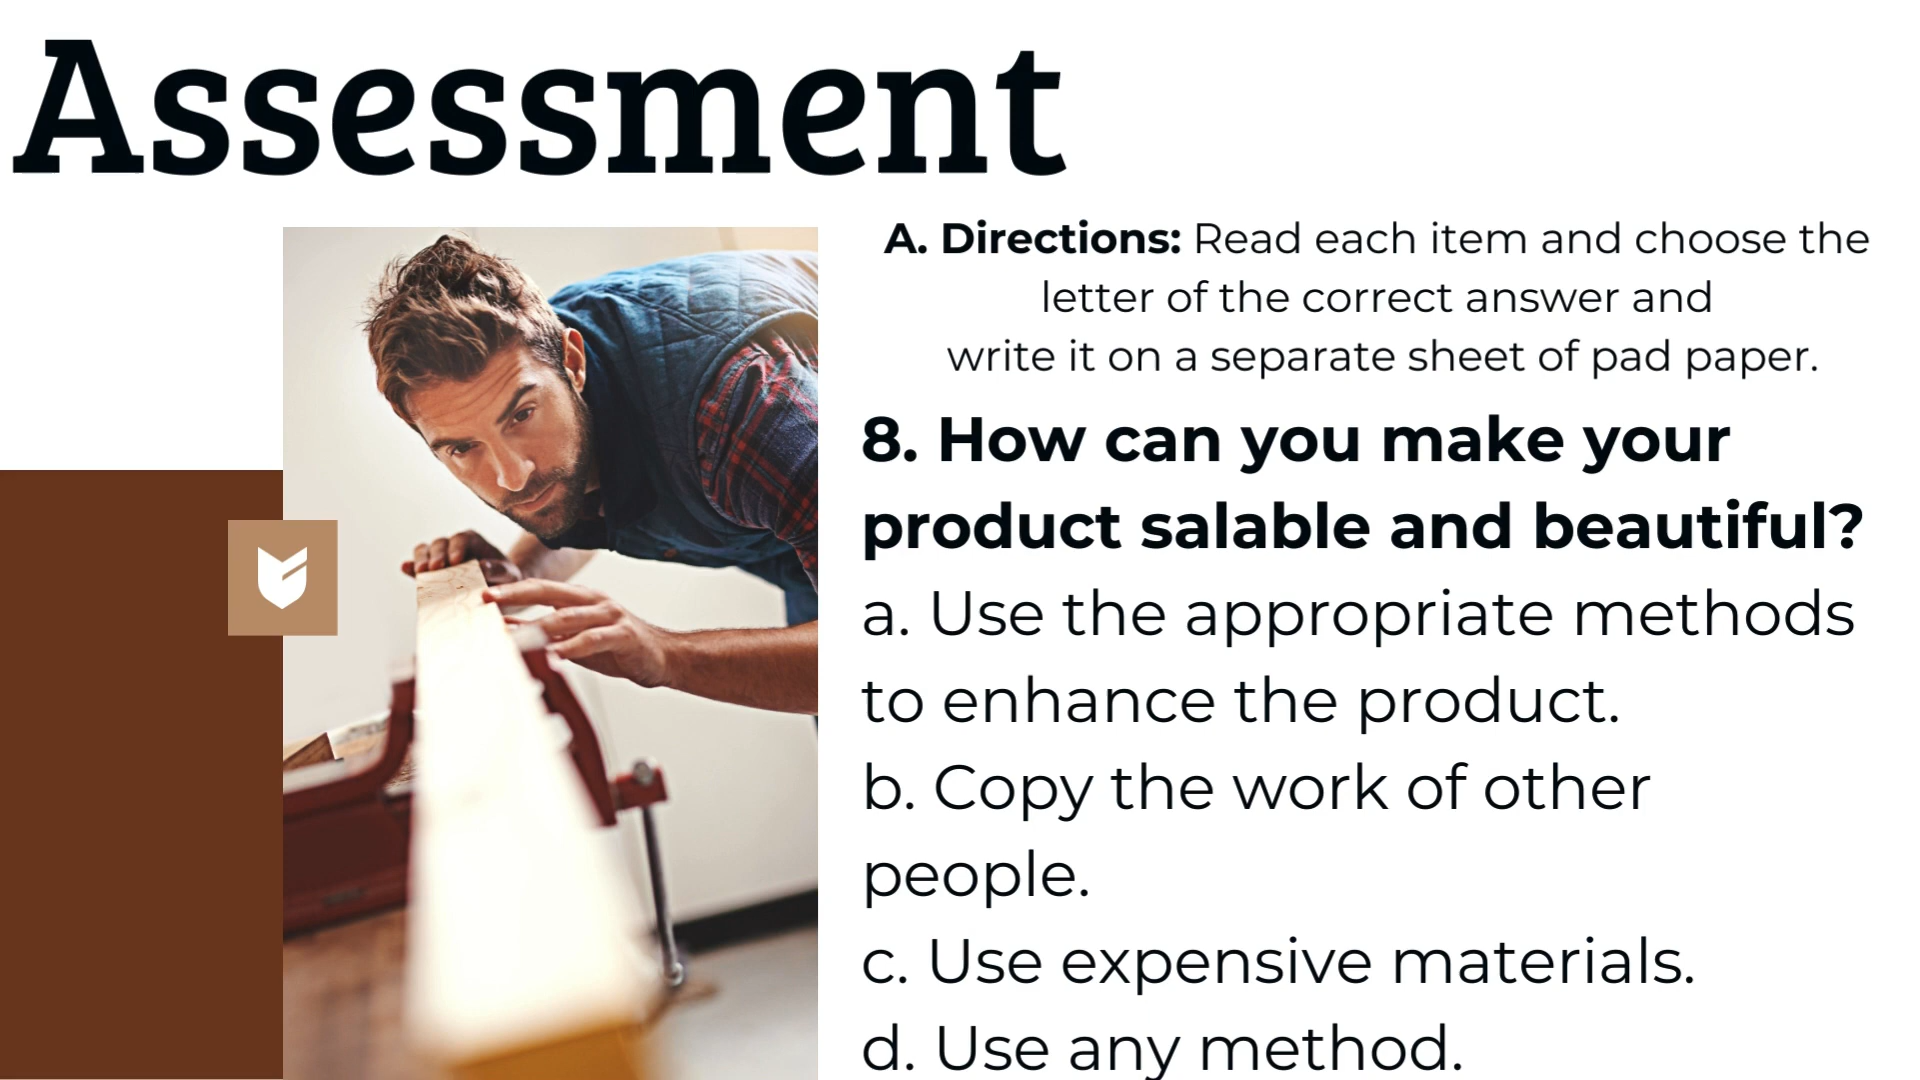 Assessment
A. Directions: Read each item and choose the
letter of the correct answer and
write it on a separate sheet of pad paper.
8. How can you make your
product salable and beautiful?
a. Use the appropriate methods
to enhance the product.
b. Copy the work of other
people.
c. Use expensive materials.
d. Use any method.